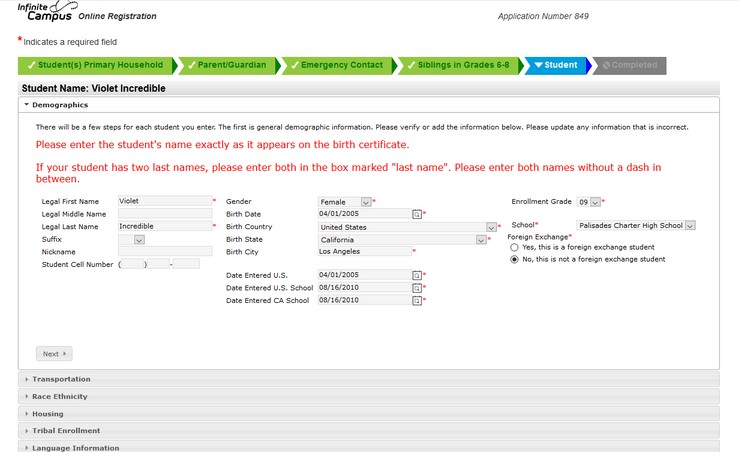 Infinite
Campus Online Registration
Application Number 849
* Indicates a required field
Student(s) Primary Household
Parent/Guardian
Emergency Contact
Siblings in Grades 6-8
Student
Completed
Student Name: Violet Incredible
Demographics
There will be a few steps for each student you enter. The first is general demographic information. Please verify or add the information below. Please update any information that is incorrect.
Please enter the student's name exactly as it appears on the birth certificate.
If your student has two last names, please enter both in the box marked "last name". Please enter both names without a dash in
between.
Legal First Name Violet *
Legal Middle Name
Legal Last Name Incredible *
Suffix
Nickname
Student Cell Number ( ) -
Gender Female *
Birth Date 04/01/2005 *
Birth Country United States *
Birth State California *
Birth City Los Angeles *
Date Entered U.S. 04/01/2005 *
Date Entered U.S. School 08/16/2010 *
Date Entered CA School 08/16/2010 *
Enrollment Grade 09 *
School* Palisades Charter High School
Foreign Exchange*
Yes, this is a foreign exchange student
No, this is not a foreign exchange student
Next
Transportation
Race Ethnicity
Housing
Tribal Enrollment
Language Information